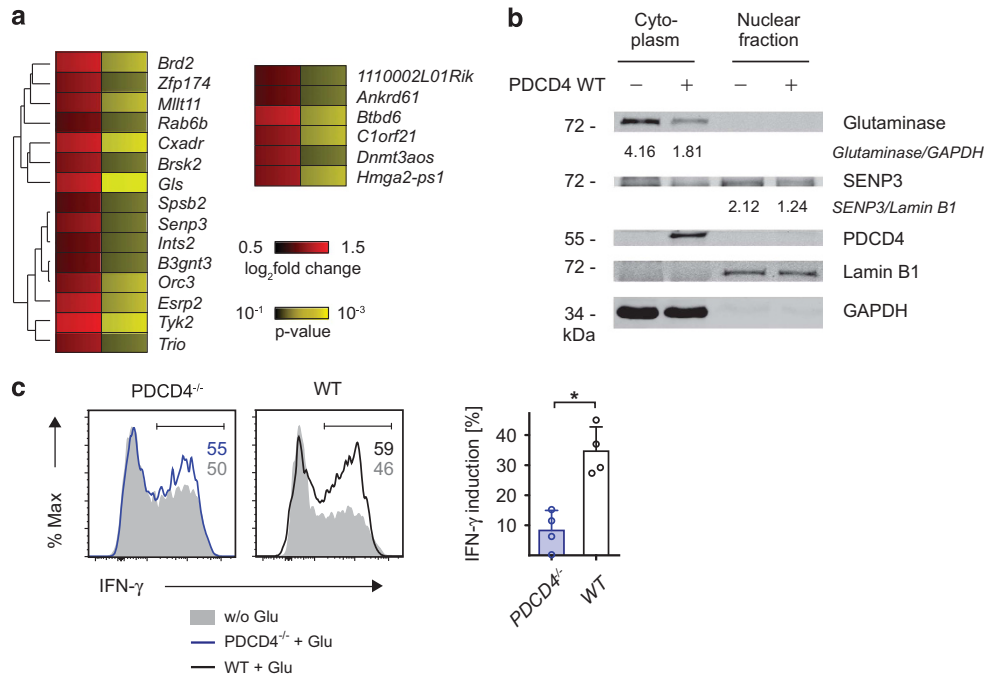 a
Brd2
Zfp174
Mllt11
Rab6b
Cxadr
Brsk2
Gls
Spsb2
Senp3
Ints2
B3gnt3
Orc3
Esrp2
Tyk2
Trio
1110002L01Rik
Ankrd61
Btbd6
C1orf21
Dnmt3aos
Hmga2-ps1
0.5 1.5
log2fold change
10-1 10-3
p-value
b
Cyto-
plasm
Nuclear
fraction
PDCD4 WT − + − +
72 - Glutaminase
4.16 1.81 Glutaminase/GAPDH
72 - SENP3
2.12 1.24 SENP3/Lamin B1
55 - PDCD4
72 - Lamin B1
34 - GAPDH
kDa
c
PDCD4-/- WT
55
50
59
46
% Max
IFN-γ
w/o Glu
PDCD4-/- + Glu
WT + Glu
IFN-γ induction [%]
*
40
30
20
10
PDCD4-/-
WT